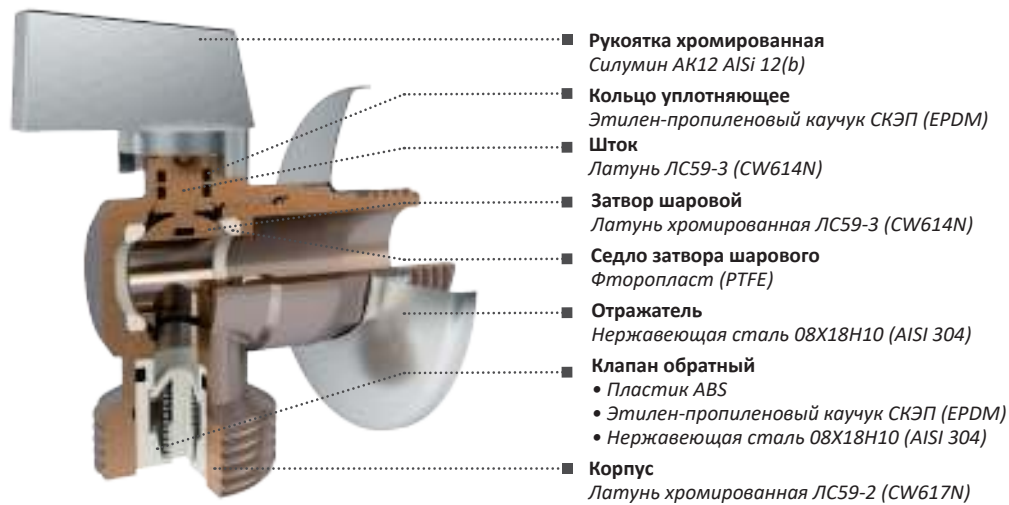 Рукоятка хромированная
Силумин АК12 AlSi 12(b)
Кольцо уплотняющее
Этилен-пропиленовый каучук СКЭП (EPDM)
Шток
Латунь ЛС59-3 (CW614N)
Затвор шаровой
Латунь хромированная ЛС59-3 (CW614N)
Седло затвора шарового
Фторопласт (PTFE)
Отражатель
Нержавеющая сталь 08Х18Н10 (AISI 304)
Клапан обратный
• Пластик ABS
• Этилен-пропиленовый каучук СКЭП (EPDM)
• Нержавеющая сталь 08Х18Н10 (AISI 304)
Корпус
Латунь хромированная ЛС59-2 (CW617N)